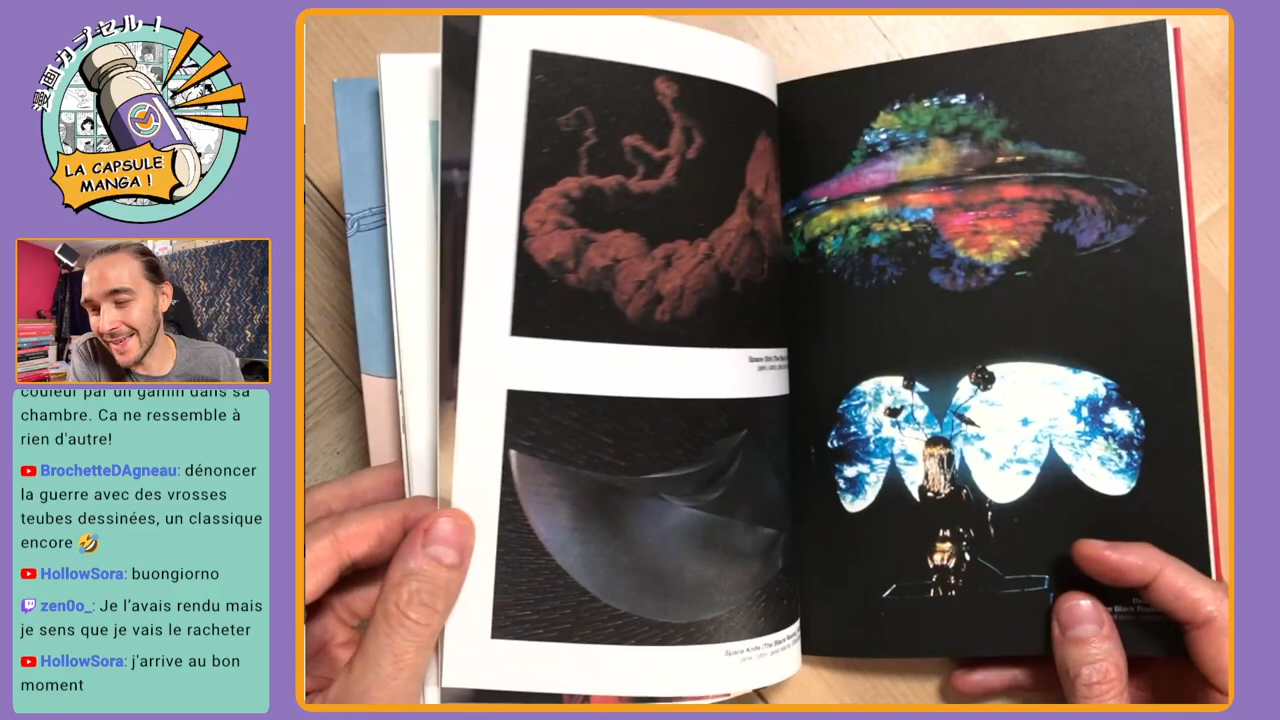 漫画カプセル！
LA CAPSULE
MANGA !
couleur par un gamin dans sa
chambre. Ca ne ressemble à
rien d'autre!
BrochetteDAgneau: dénoncer
la guerre avec des vrosses
teubes dessinées, un classique
encore 🤣
HollowSora: buongiorno
zen0o_: Je l'avais rendu mais
je sens que je vais le racheter
HollowSora: j'arrive au bon
moment
Space
Space Knife (The Black